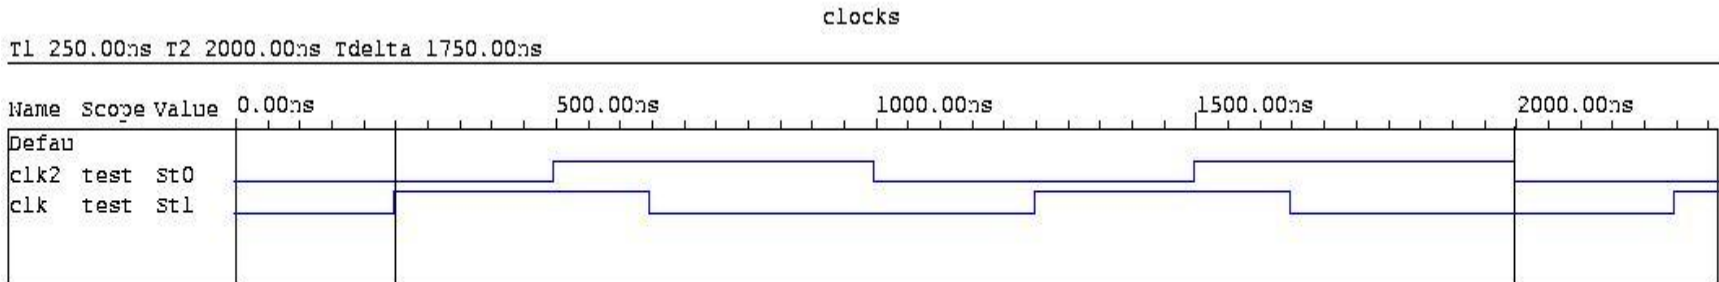 clocks
T1 250.00ns T2 2000.00ns Tdelta 1750.00ns
Name Scope Value 0.00ns 500.00ns 1000.00ns 1500.00ns 2000.00ns
Defau
clk2 test St0
clk test St1